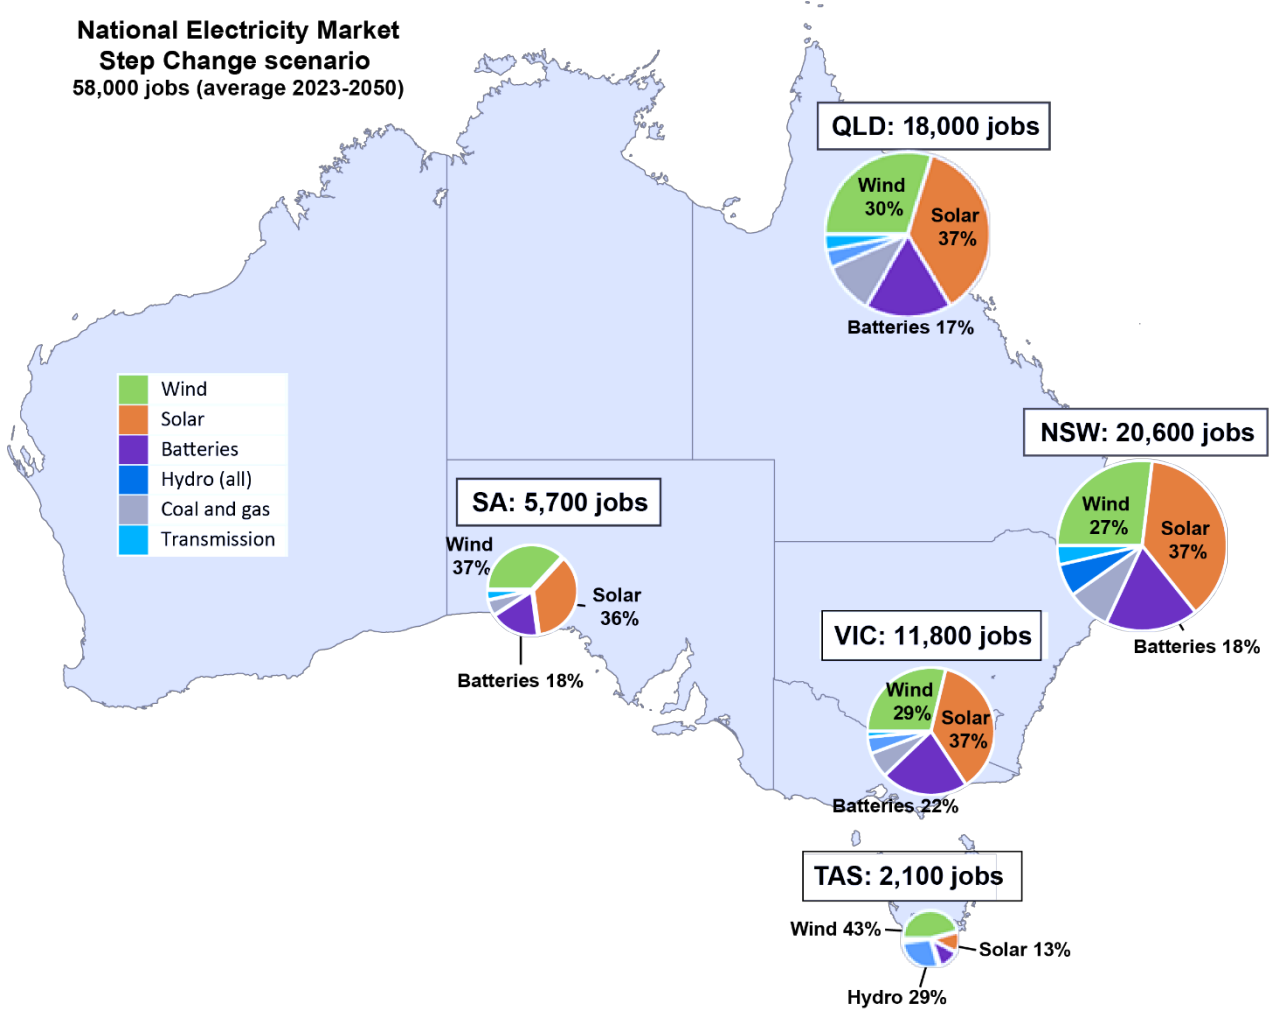 National Electricity Market
Step Change scenario
58,000 jobs (average 2023-2050)
QLD: 18,000 jobs
Wind
30%
Solar
37%
Batteries 17%
Wind
Solar
Batteries
Hydro (all)
Coal and gas
Transmission
NSW: 20,600 jobs
Wind
27%
Solar
37%
Batteries 18%
SA: 5,700 jobs
Wind
37%
Solar
36%
Batteries 18%
VIC: 11,800 jobs
Wind
29%
Solar
37%
Batteries 22%
TAS: 2,100 jobs
Wind 43%
Solar 13%
Hydro 29%